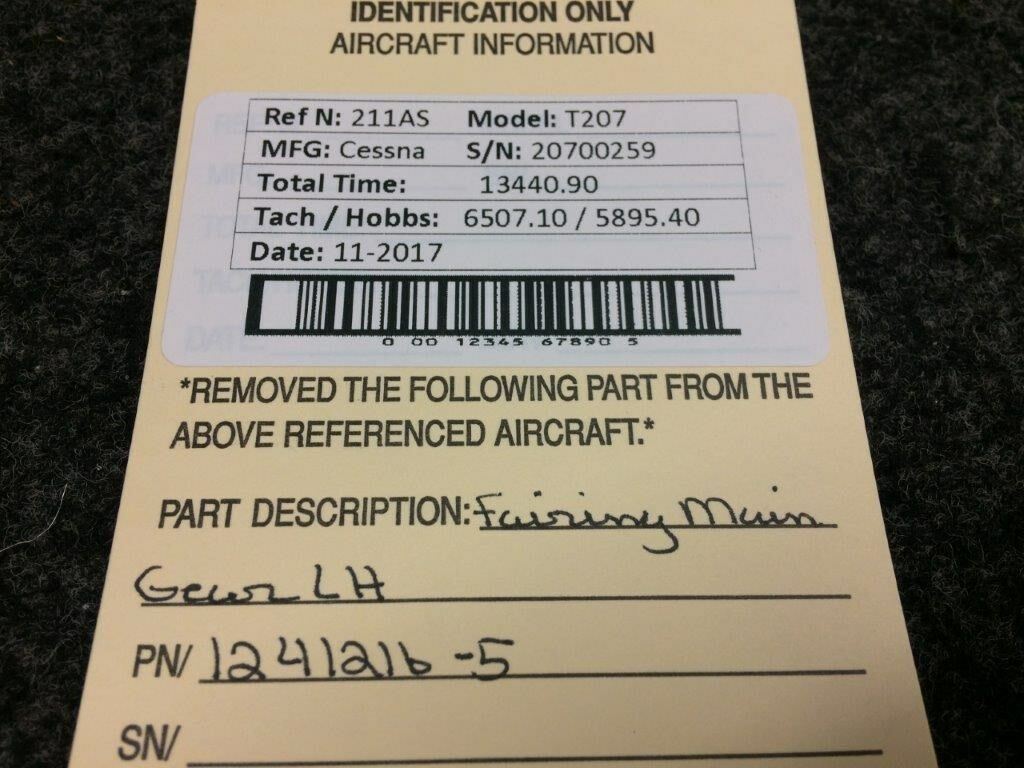 IDENTIFICATION ONLY
AIRCRAFT INFORMATION
Ref N: 211AS Model: T207
MFG: Cessna S/N: 20700259
Total Time: 13440.90
Tach / Hobbs: 6507.10 / 5895.40
Date: 11-2017
0 00 12345 67890 5
*REMOVED THE FOLLOWING PART FROM THE
ABOVE REFERENCED AIRCRAFT.*
PART DESCRIPTION: Fairing Main
Gear LH
PN/ 1241216-5
SN/